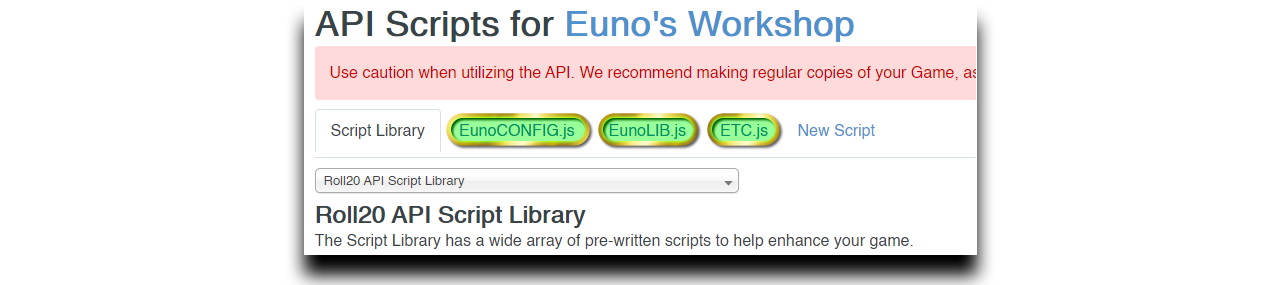 API Scripts for Euno's Workshop
Use caution when utilizing the API. We recommend making regular copies of your Game, as
Script Library EunoCONFIG.js EunoLIB.js ETC.js New Script
Roll20 API Script Library
Roll20 API Script Library
The Script Library has a wide array of pre-written scripts to help enhance your game.